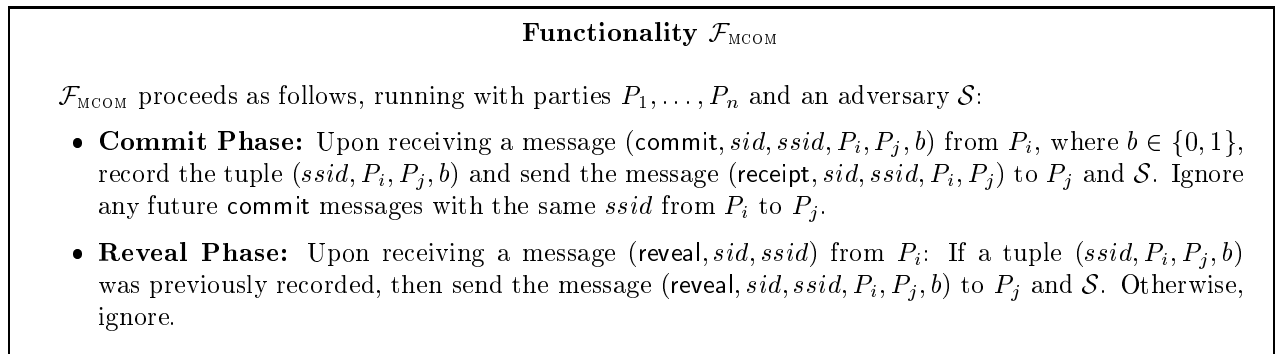 Functionality F_MCOM
F_MCOM proceeds as follows, running with parties P_1, . . . , P_n and an adversary S:
• Commit Phase: Upon receiving a message (commit, sid, ssid, P_i, P_j, b) from P_i, where b ∈ {0, 1},
record the tuple (ssid, P_i, P_j, b) and send the message (receipt, sid, ssid, P_i, P_j) to P_j and S. Ignore
any future commit messages with the same ssid from P_i to P_j.
• Reveal Phase: Upon receiving a message (reveal, sid, ssid) from P_i: If a tuple (ssid, P_i, P_j, b)
was previously recorded, then send the message (reveal, sid, ssid, P_i, P_j, b) to P_j and S. Otherwise,
ignore.